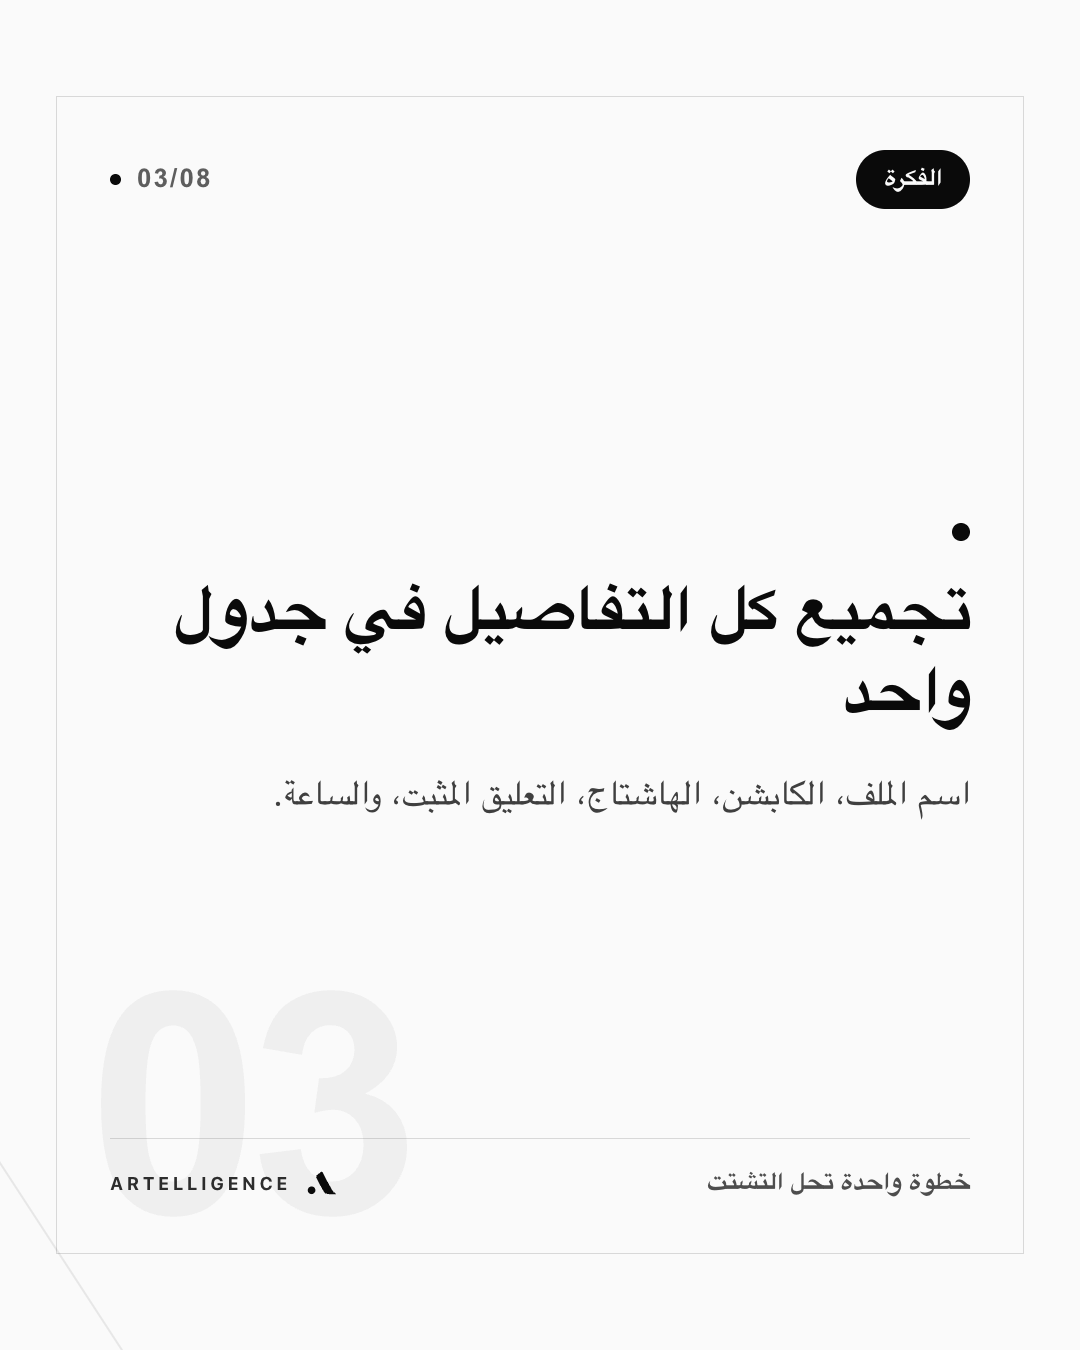 الفكرة
03/08
تجميع كل التفاصيل في جدول
واحد
اسم الملف، الكابشن، الهاشتاج، التعليق المثبت، والساعة.
03
خطوة واحدة تحل التشتت
ARTELLIGENCE